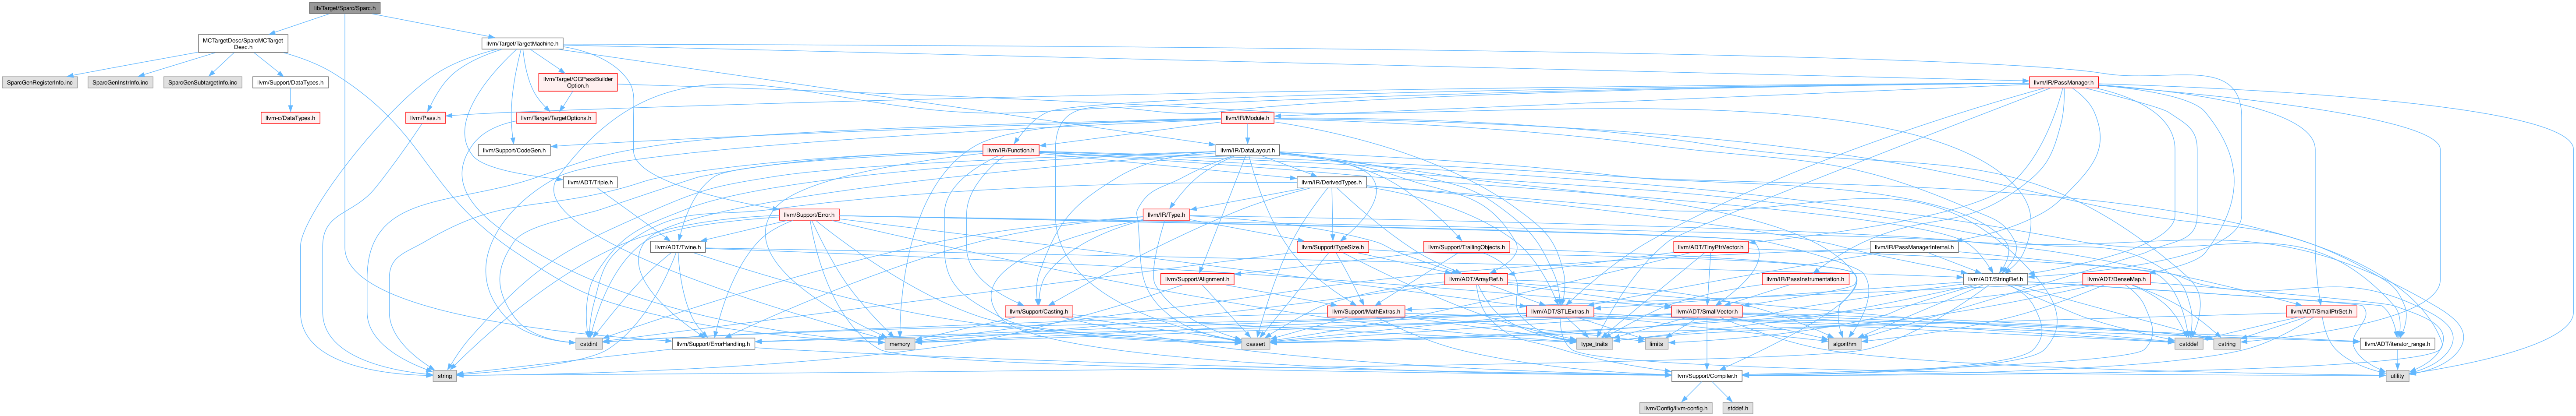 lib/Target/Sparc/Sparc.h
MCTargetDesc/SparcMCTarget
Desc.h
llvm/Target/TargetMachine.h
SparcGenRegisterInfo.inc
SparcGenInstrInfo.inc
SparcGenSubtargetInfo.inc
llvm/Support/DataTypes.h
llvm/Target/CGPassBuilder
Option.h
llvm/IR/PassManager.h
llvm-c/DataTypes.h
llvm/Pass.h
llvm/Target/TargetOptions.h
llvm/IR/Module.h
llvm/Support/CodeGen.h
llvm/IR/Function.h
llvm/IR/DataLayout.h
llvm/ADT/Triple.h
llvm/IR/DerivedTypes.h
llvm/Support/Error.h
llvm/IR/Type.h
llvm/ADT/Twine.h
llvm/Support/TypeSize.h
llvm/Support/TrailingObjects.h
llvm/ADT/TinyPtrVector.h
llvm/IR/PassManagerInternal.h
llvm/Support/Alignment.h
llvm/ADT/ArrayRef.h
llvm/IR/PassInstrumentation.h
llvm/ADT/StringRef.h
llvm/ADT/DenseMap.h
llvm/Support/Casting.h
llvm/Support/MathExtras.h
llvm/ADT/STLExtras.h
llvm/ADT/SmallVector.h
llvm/ADT/SmallPtrSet.h
cstdint
llvm/Support/ErrorHandling.h
memory
cassert
type_traits
limits
algorithm
cstddef
cstring
llvm/ADT/iterator_range.h
string
llvm/Support/Compiler.h
utility
llvm/Config/llvm-config.h
stddef.h